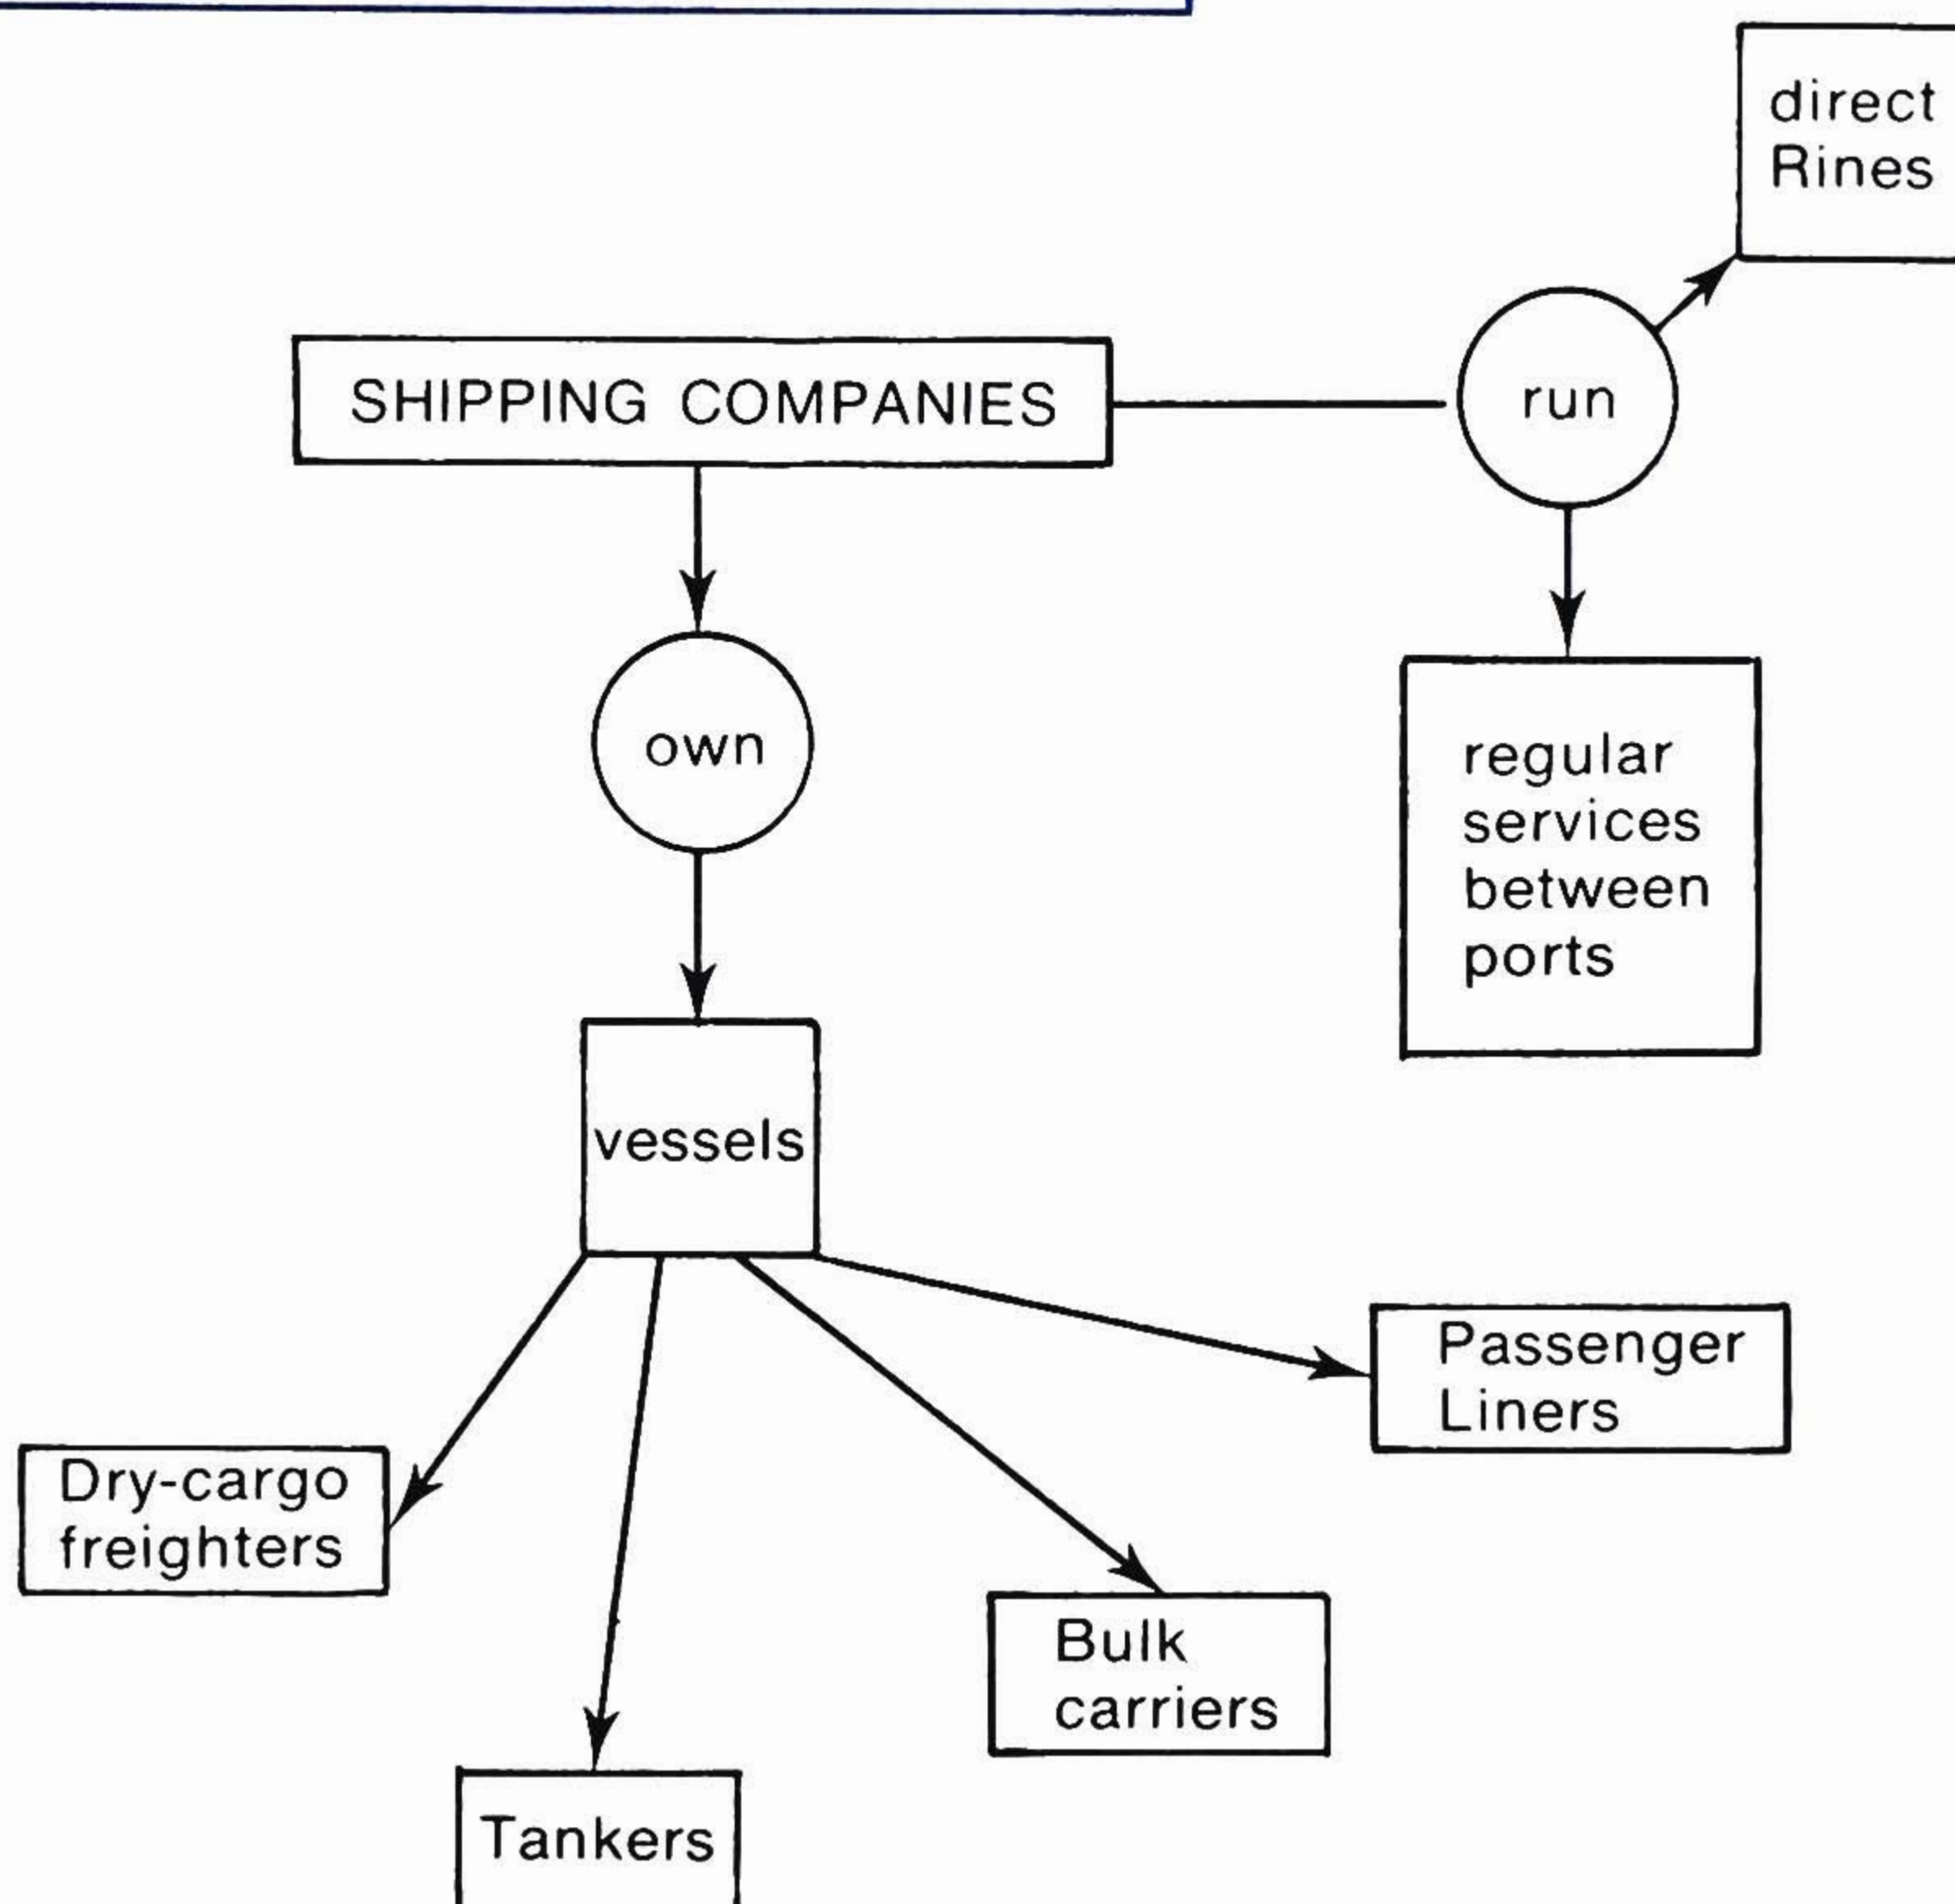 direct
Rines
SHIPPING COMPANIES
run
own
regular
services
between
ports
vessels
Passenger
Liners
Dry-cargo
freighters
Bulk
carriers
Tankers